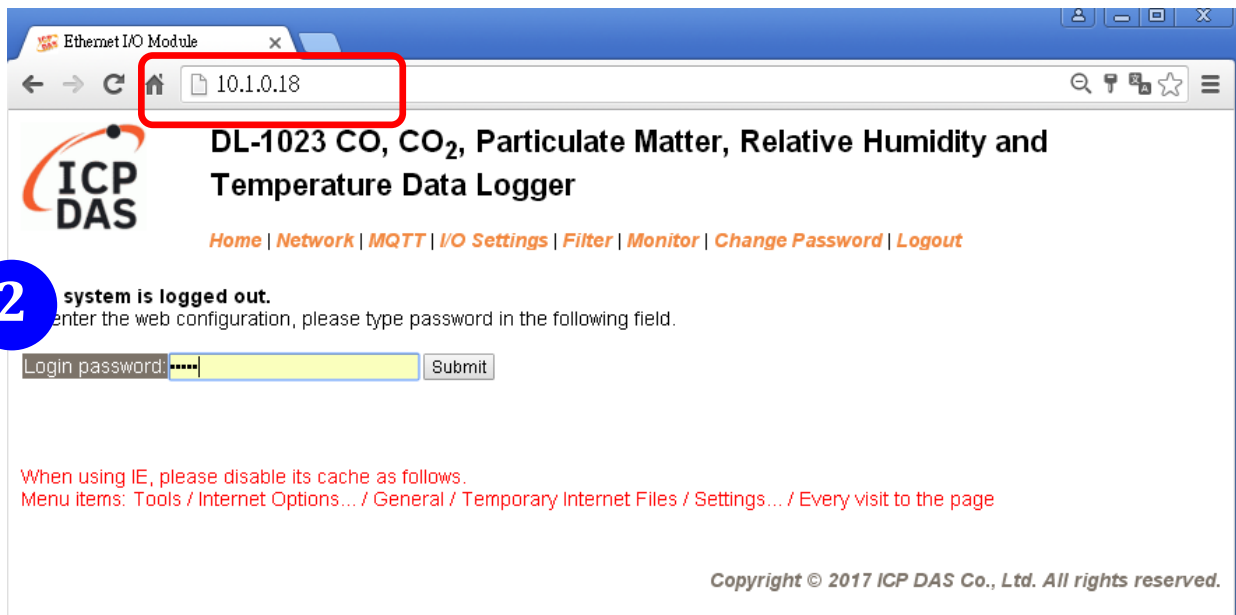 Ethernet I/O Module
10.1.0.18
ICP
DAS
DL-1023 CO, CO₂, Particulate Matter, Relative Humidity and
Temperature Data Logger
Home | Network | MQTT | I/O Settings | Filter | Monitor | Change Password | Logout
2
system is logged out.
enter the web configuration, please type password in the following field.
Login password: ••••• Submit
When using IE, please disable its cache as follows.
Menu items: Tools / Internet Options... / General / Temporary Internet Files / Settings... / Every visit to the page
Copyright © 2017 ICP DAS Co., Ltd. All rights reserved.